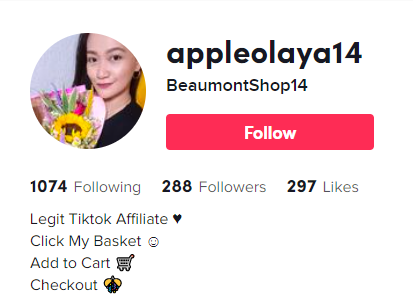 appleolaya14
BeaumontShop14
Follow
1074 Following 288 Followers 297 Likes
Legit Tiktok Affiliate ♥
Click My Basket ☺
Add to Cart 🛒
Checkout 🐝